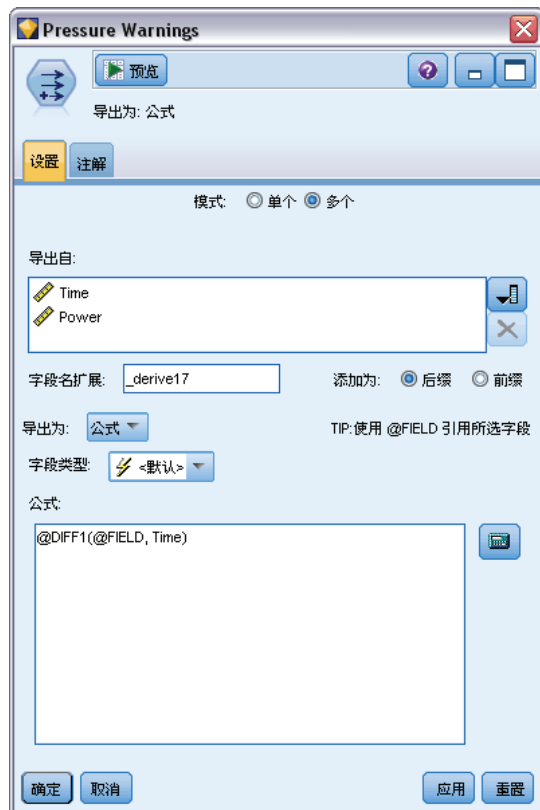 Pressure Warnings
预览
导出为: 公式
设置 注解
模式: 单个 多个
导出自:
Time
Power
字段名扩展: _derive17 添加为: 后缀 前缀
导出为: 公式 TIP:使用 @FIELD 引用所选字段
字段类型: <默认>
公式:
@DIFF1(@FIELD, Time)
确定 取消 应用 重置